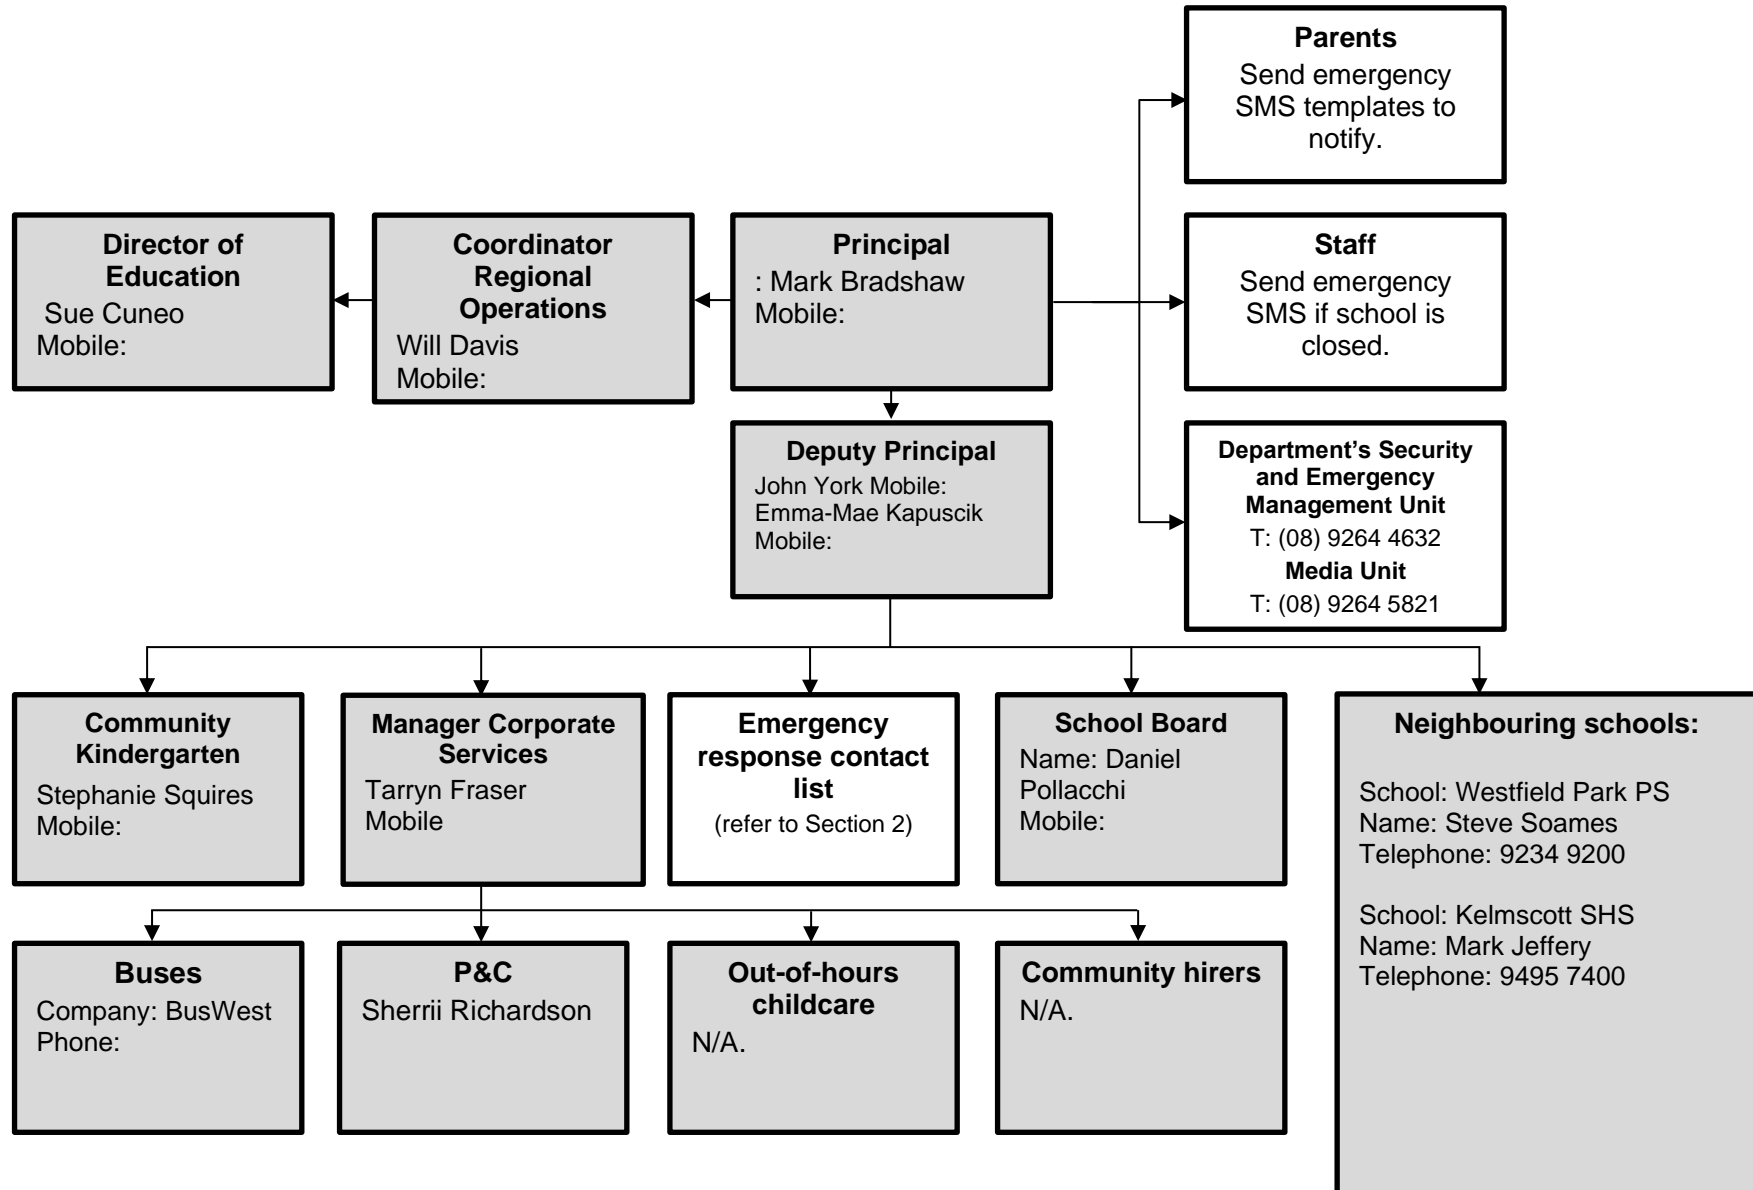 Parents
Send emergency
SMS templates to
notify.
Director of
Education
Sue Cuneo
Mobile:
Coordinator
Regional
Operations
Will Davis
Mobile:
Principal
: Mark Bradshaw
Mobile:
Staff
Send emergency
SMS if school is
closed.
Deputy Principal
John York Mobile:
Emma-Mae Kapuscik
Mobile:
Department’s Security
and Emergency
Management Unit
T: (08) 9264 4632
Media Unit
T: (08) 9264 5821
Community
Kindergarten
Stephanie Squires
Mobile:
Manager Corporate
Services
Tarryn Fraser
Mobile
Emergency
response contact
list
(refer to Section 2)
School Board
Name: Daniel
Pollacchi
Mobile:
Neighbouring schools:
School: Westfield Park PS
Name: Steve Soames
Telephone: 9234 9200
School: Kelmscott SHS
Name: Mark Jeffery
Telephone: 9495 7400
Buses
Company: BusWest
Phone:
P&C
Sherrii Richardson
Out-of-hours
childcare
N/A.
Community hirers
N/A.